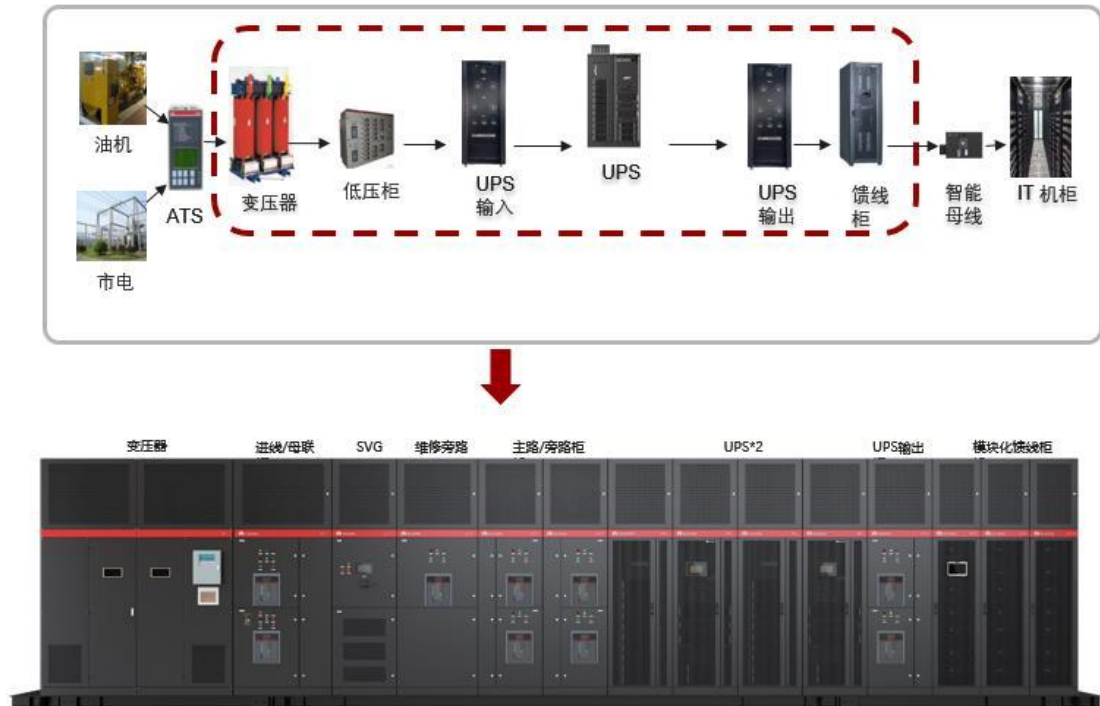 油机
市电
ATS
变压器
低压柜
UPS
输入
UPS
UPS
输出
馈线
柜
智能
母线
IT 机柜
变压器
进线/母联
SVG
维修旁路
主路/旁路柜
UPS*2
UPS输出
模块化馈线柜